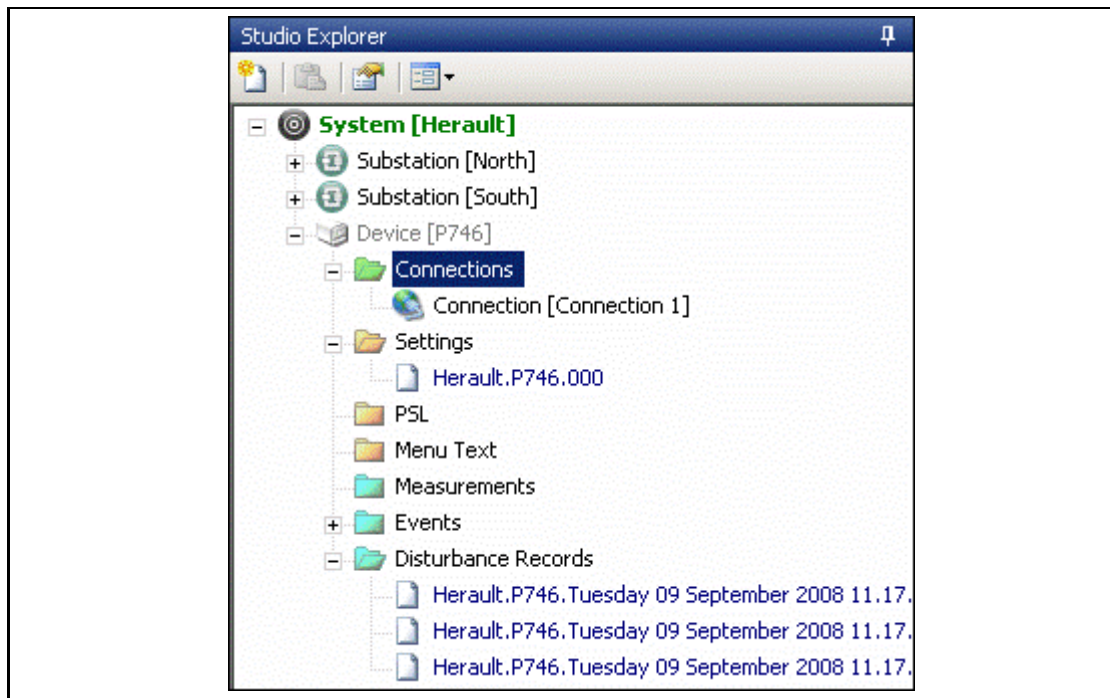 Studio Explorer
System [Herault]
Substation [North]
Substation [South]
Device [P746]
Connections
Connection [Connection 1]
Settings
Herault.P746.000
PSL
Menu Text
Measurements
Events
Disturbance Records
Herault.P746.Tuesday 09 September 2008 11.17.
Herault.P746.Tuesday 09 September 2008 11.17.
Herault.P746.Tuesday 09 September 2008 11.17.